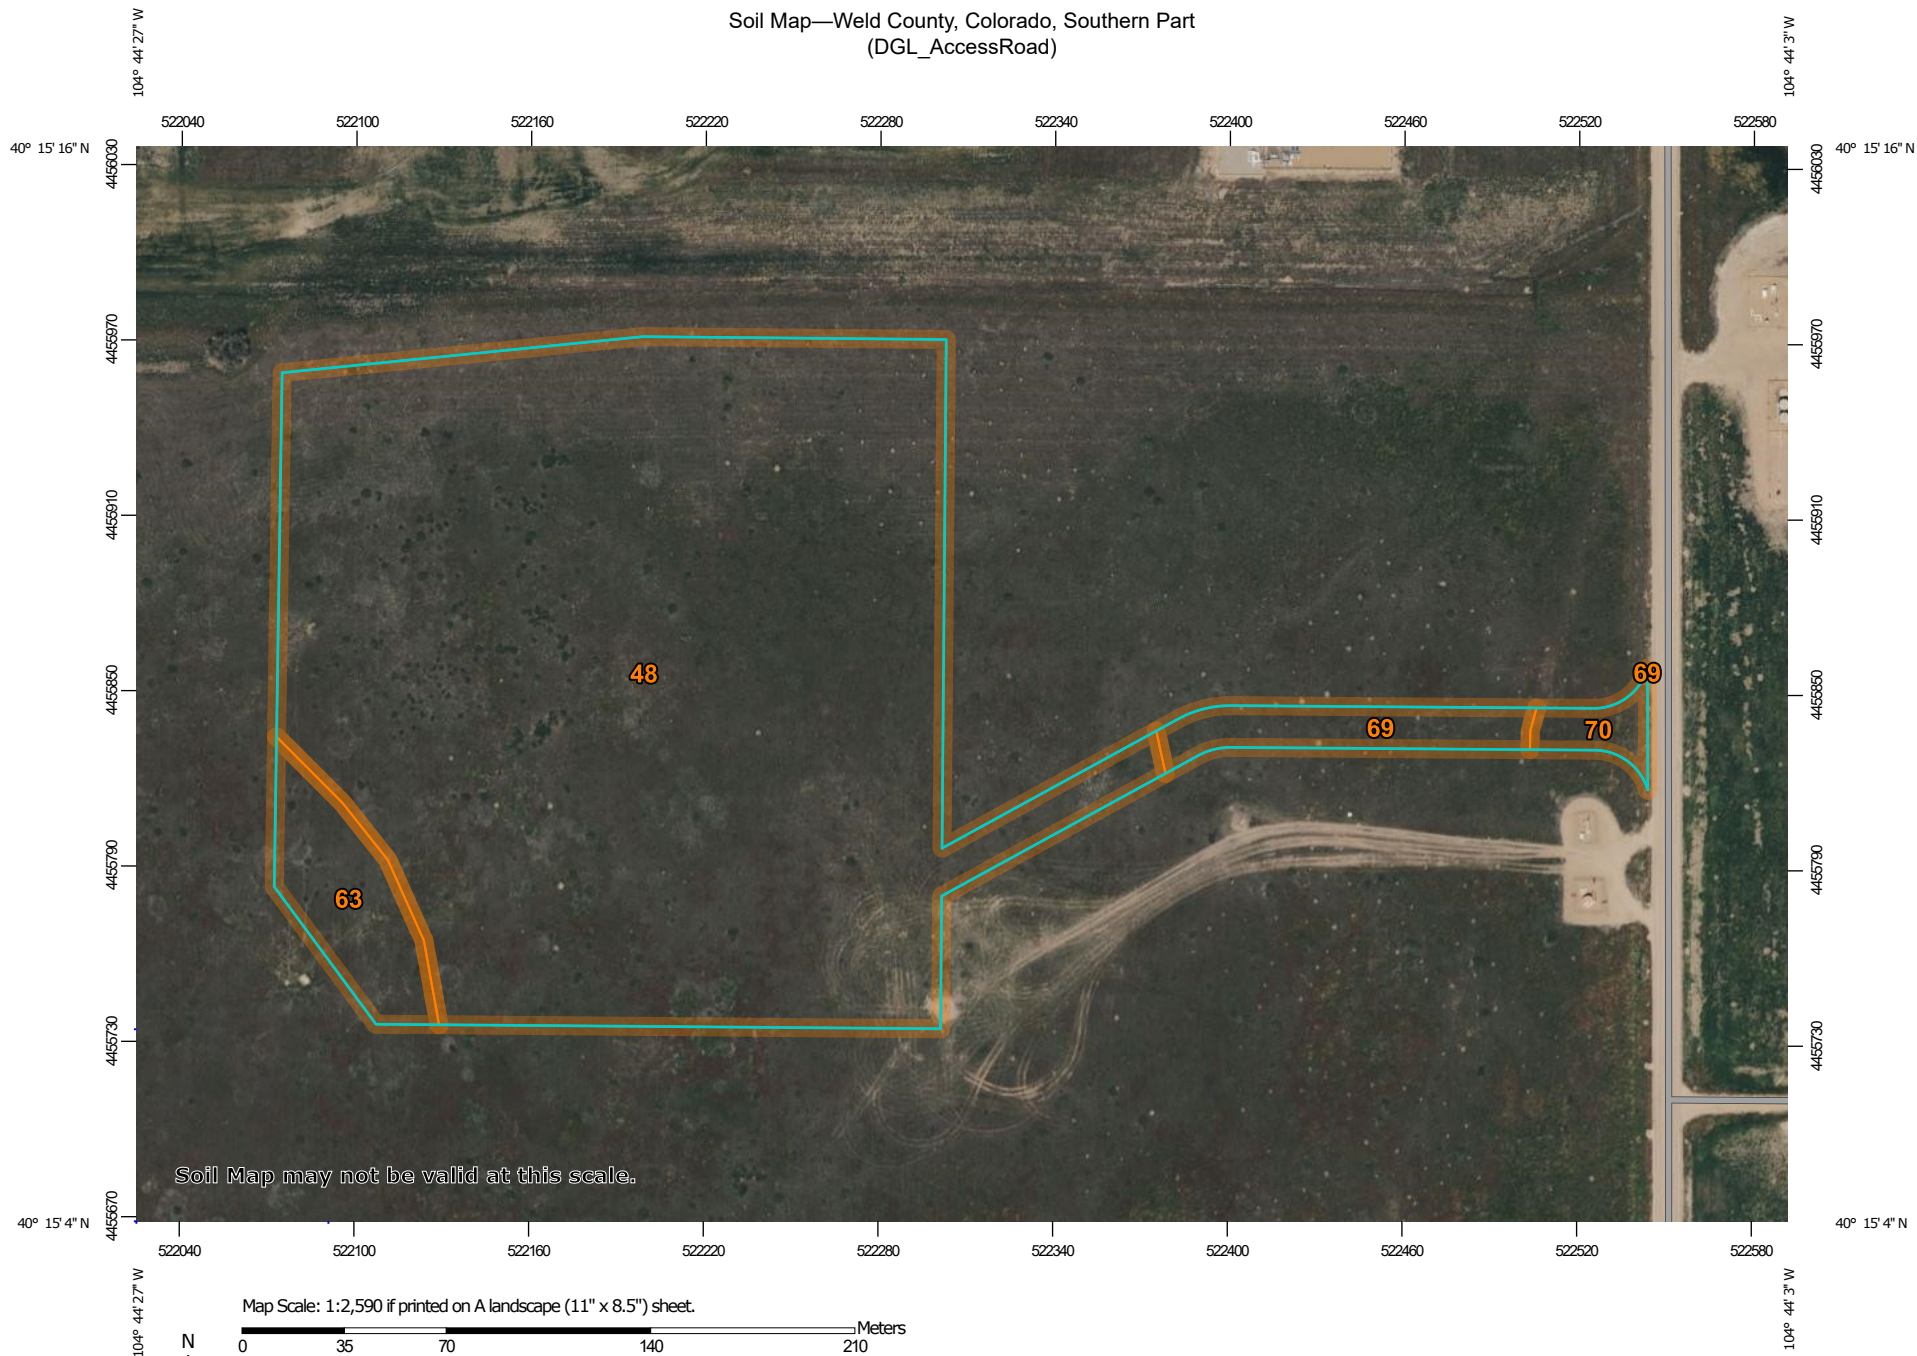 Soil Map—Weld County, Colorado, Southern Part
(DGL_AccessRoad)
104° 44' 27'' W
104° 44' 3'' W
522040 522100 522160 522220 522280 522340 522400 522460 522520 522580
40° 15' 16'' N
40° 15' 16'' N
4456030
4456030
4455970
4455970
4455910
4455910
48
69
4455850
4455850
69
70
4455790
4455790
63
4455730
4455730
Soil Map may not be valid at this scale.
4455670
40° 15' 4'' N
40° 15' 4'' N
522040 522100 522160 522220 522280 522340 522400 522460 522520 522580
104° 44' 27'' W
104° 44' 3'' W
Map Scale: 1:2,590 if printed on A landscape (11" x 8.5") sheet.
Meters
N
0 35 70 140 210